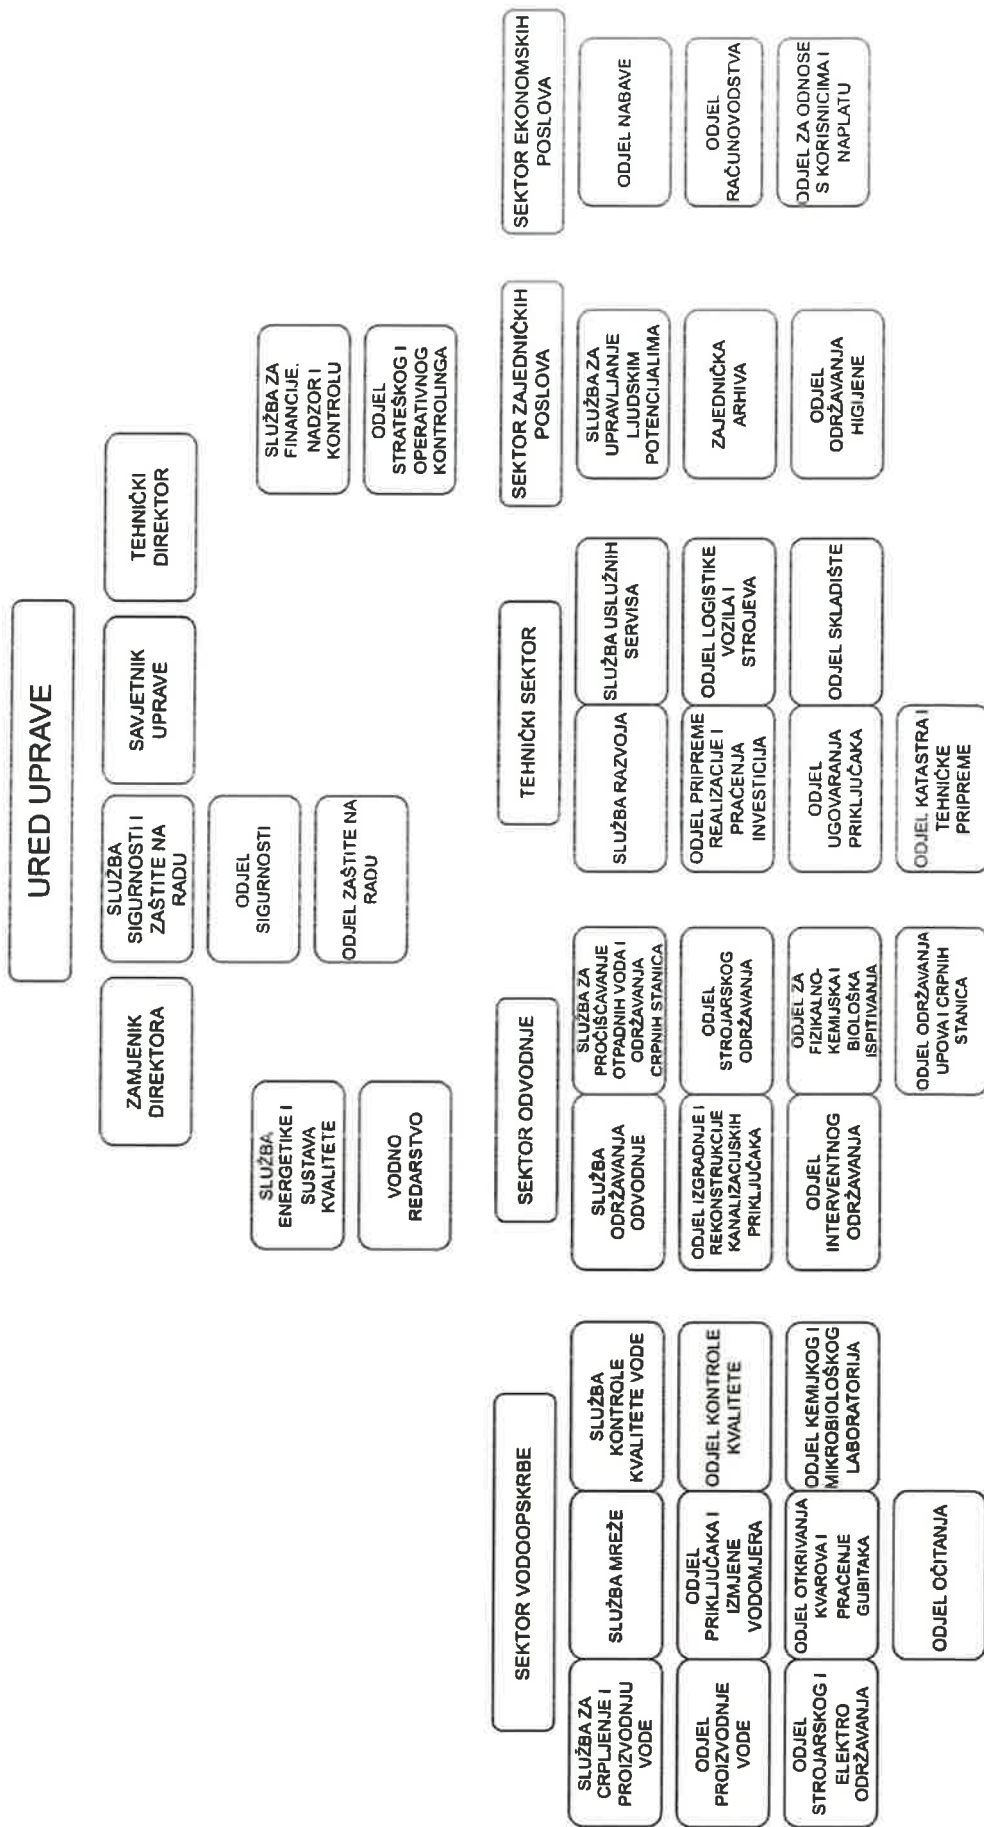 URED UPRAVE
ZAMJENIK
DIREKTORA
SLUŽBA
SIGURNOSTI I
ZAŠTITE NA
RADU
SAVJETNIK
UPRAVE
TEHNIČKI
DIREKTOR
ODJEL
SIGURNOSTI
ODJEL ZAŠTITE NA
RADU
SLUŽBA
ENERGETIKE I
SUSTAVA
KVALITETE
VODNO
REDARSTVO
SLUŽBA ZA
FINANCIJE.
NADZOR I
KONTROLU
ODJEL
STRATEŠKOG I
OPERATIVNOG
KONTROLINGA
SEKTOR VODOOPSKRBE
SLUŽBA ZA
CRPLJENJE I
PROIZVODNJU
VODE
ODJEL
PROIZVODNJE
VODE
ODJEL
STROJARSKOG I
ELEKTRO
ODRŽAVANJA
SLUŽBA MREŽE
ODJEL
PRIKLJUČAKA I
IZMJENE
VODOMJERA
ODJEL OTKRIVANJA
KVAROVA I
PRAĆENJE
GUBITAKA
ODJEL OČITANJA
SLUŽBA
KONTROLE
KVALITETE VODE
ODJEL KONTROLE
KVALITETE
ODJEL KEMIJKOG I
MIKROBIOLOŠKOG
LABORATORIJA
SEKTOR ODVODNJE
SLUŽBA
ODRŽAVANJA
ODVODNJE
ODJEL IZGRADNJE I
REKONSTRUKCIJE
KANALIZACIJSKIH
PRIKLJUČAKA
ODJEL
INTERVENTNOG
ODRŽAVANJA
SLUŽBA ZA
PROČIŠĆAVANJE
OTPADNIH VODA I
ODRŽAVANJA
CRPNIH STANICA
ODJEL
STROJARSKOG
ODRŽAVANJA
ODJEL ZA
FIZIKALNO-
KEMIJSKA I
BIOLOŠKA
ISPITIVANJA
ODJEL ODRŽAVANJA
UPOVA I CRPNIH
STANICA
TEHNIČKI SEKTOR
SLUŽBA RAZVOJA
ODJEL PRIPREME
REALIZACIJE I
PRAĆENJA
INVESTICIJA
ODJEL
UGOVARANJA
PRIKLJUČAKA
ODJEL KATASTRA I
TEHNIČKE
PRIPREME
SLUŽBA USLUŽNIH
SERVISA
ODJEL LOGISTIKE
VOZILA I
STROJEVA
ODJEL SKLADIŠTE
SEKTOR ZAJEDNIČKIH
POSLOVA
SLUŽBA ZA
UPRAVLJANJE
LJUDSKIM
POTENCIJALIMA
ZAJEDNIČKA
ARHIVA
ODJEL
ODRŽAVANJA
HIGIJENE
SEKTOR EKONOMSKIH
POSLOVA
ODJEL NABAVE
ODJEL
RAČUNOVODSTVA
ODJEL ZA ODNOSE
S KORISNICIMA I
NAPLATU